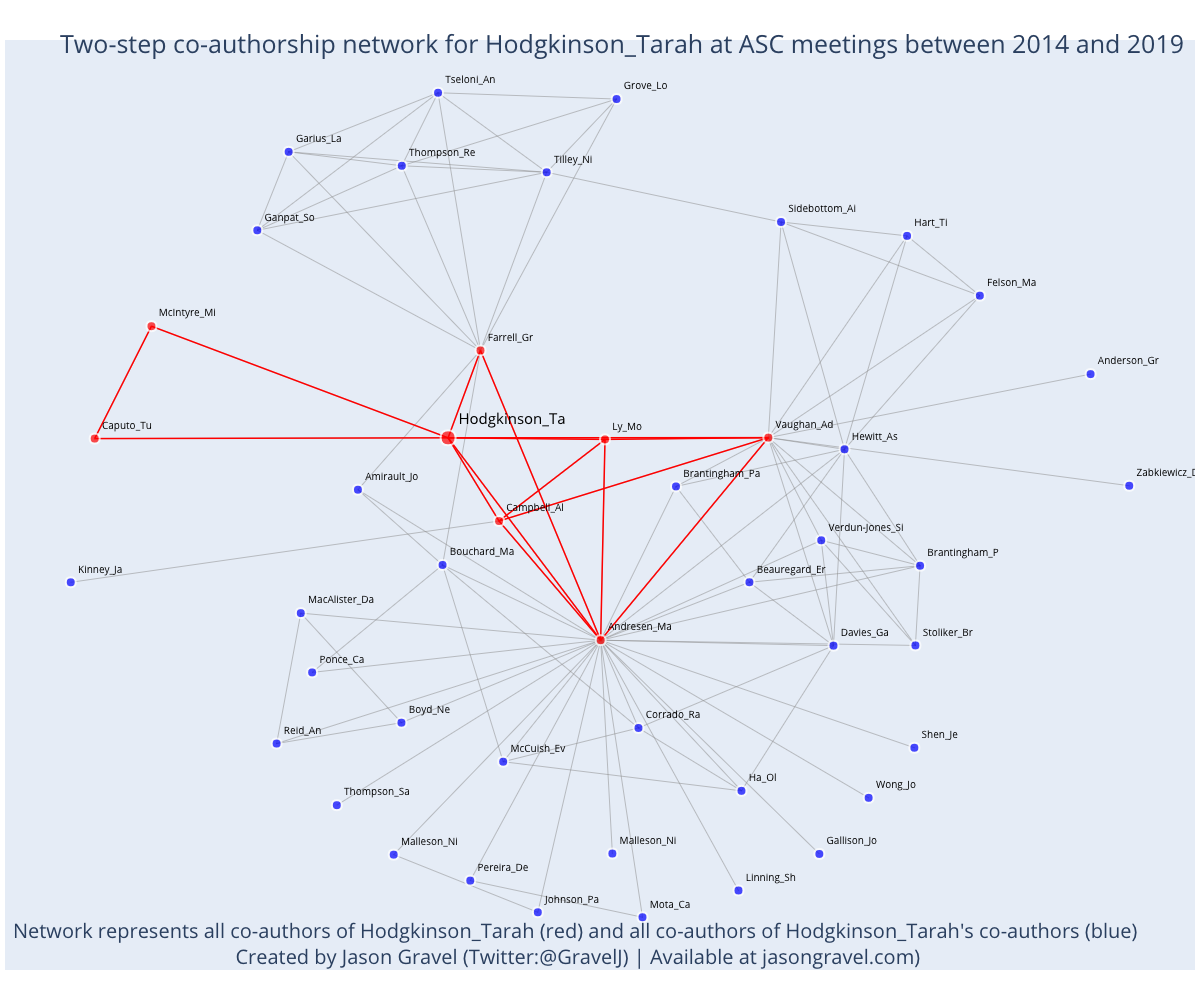 Two-step co-authorship network for Hodgkinson_Tarah at ASC meetings between 2014 and 2019
Tseloni_An
Grove_Lo
Garius_La
Thompson_Re
Tilley_Ni
Ganpat_So
Sidebottom_Ai
Hart_Ti
Felson_Ma
McIntyre_Mi
Farrell_Gr
Anderson_Gr
Caputo_Tu
Hodgkinson_Ta
Ly_Mo
Vaughan_Ad
Hewitt_As
Amirault_Jo
Brantingham_Pa
Zabkiewicz_D
Campbell_Al
Verdun-Jones_Si
Kinney_Ja
Bouchard_Ma
Beauregard_Er
Brantingham_P
MacAlister_Da
Andresen_Ma
Davies_Ga
Stoliker_Br
Ponce_Ca
Boyd_Ne
Corrado_Ra
Reid_An
McCuish_Ev
Shen_Je
Thompson_Sa
Ha_Ol
Wong_Jo
Malleson_Ni
Malleson_Ni
Gallison_Jo
Pereira_De
Linning_Sh
Johnson_Pa
Mota_Ca
Network represents all co-authors of Hodgkinson_Tarah (red) and all co-authors of Hodgkinson_Tarah's co-authors (blue)
Created by Jason Gravel (Twitter:@GravelJ) | Available at jasongravel.com)